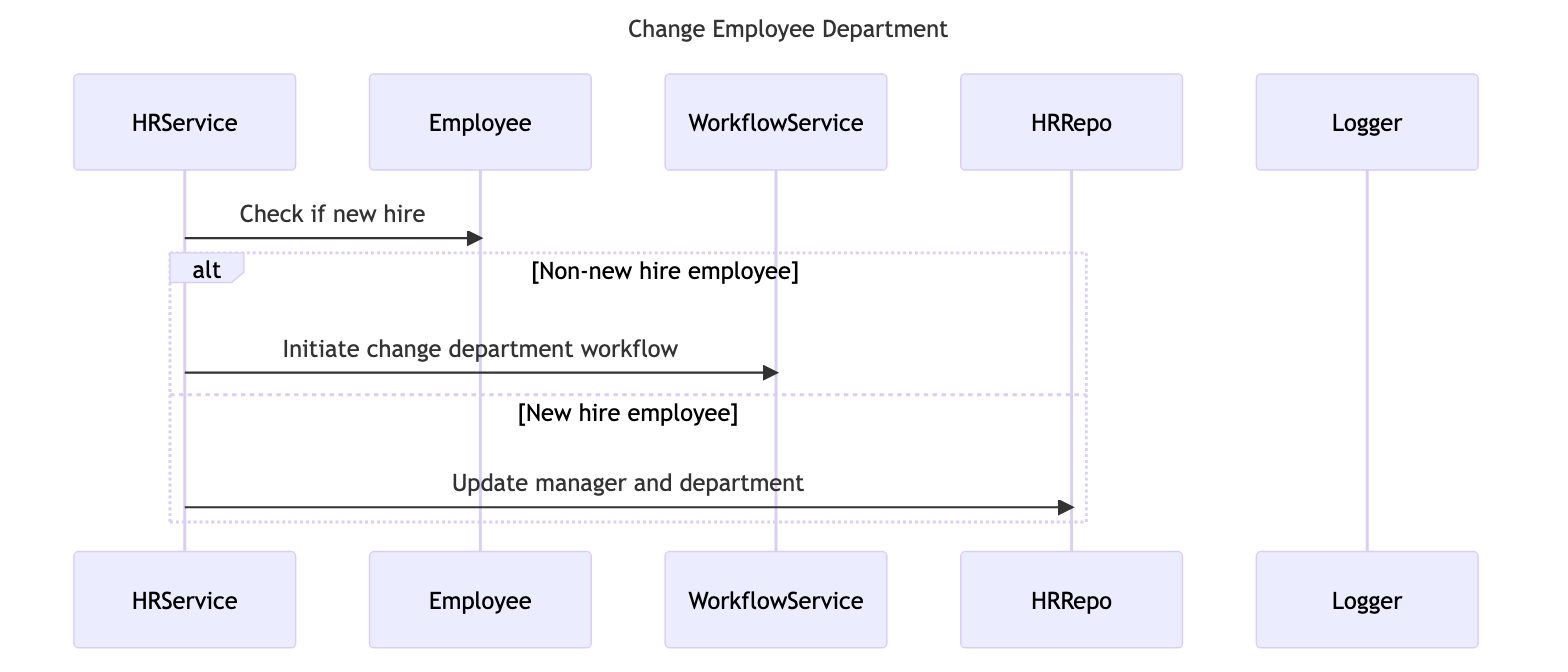 Change Employee Department
HRService
Employee
WorkflowService
HRRepo
Logger
Check if new hire
alt
[Non-new hire employee]
Initiate change department workflow
[New hire employee]
Update manager and department
HRService
Employee
WorkflowService
HRRepo
Logger